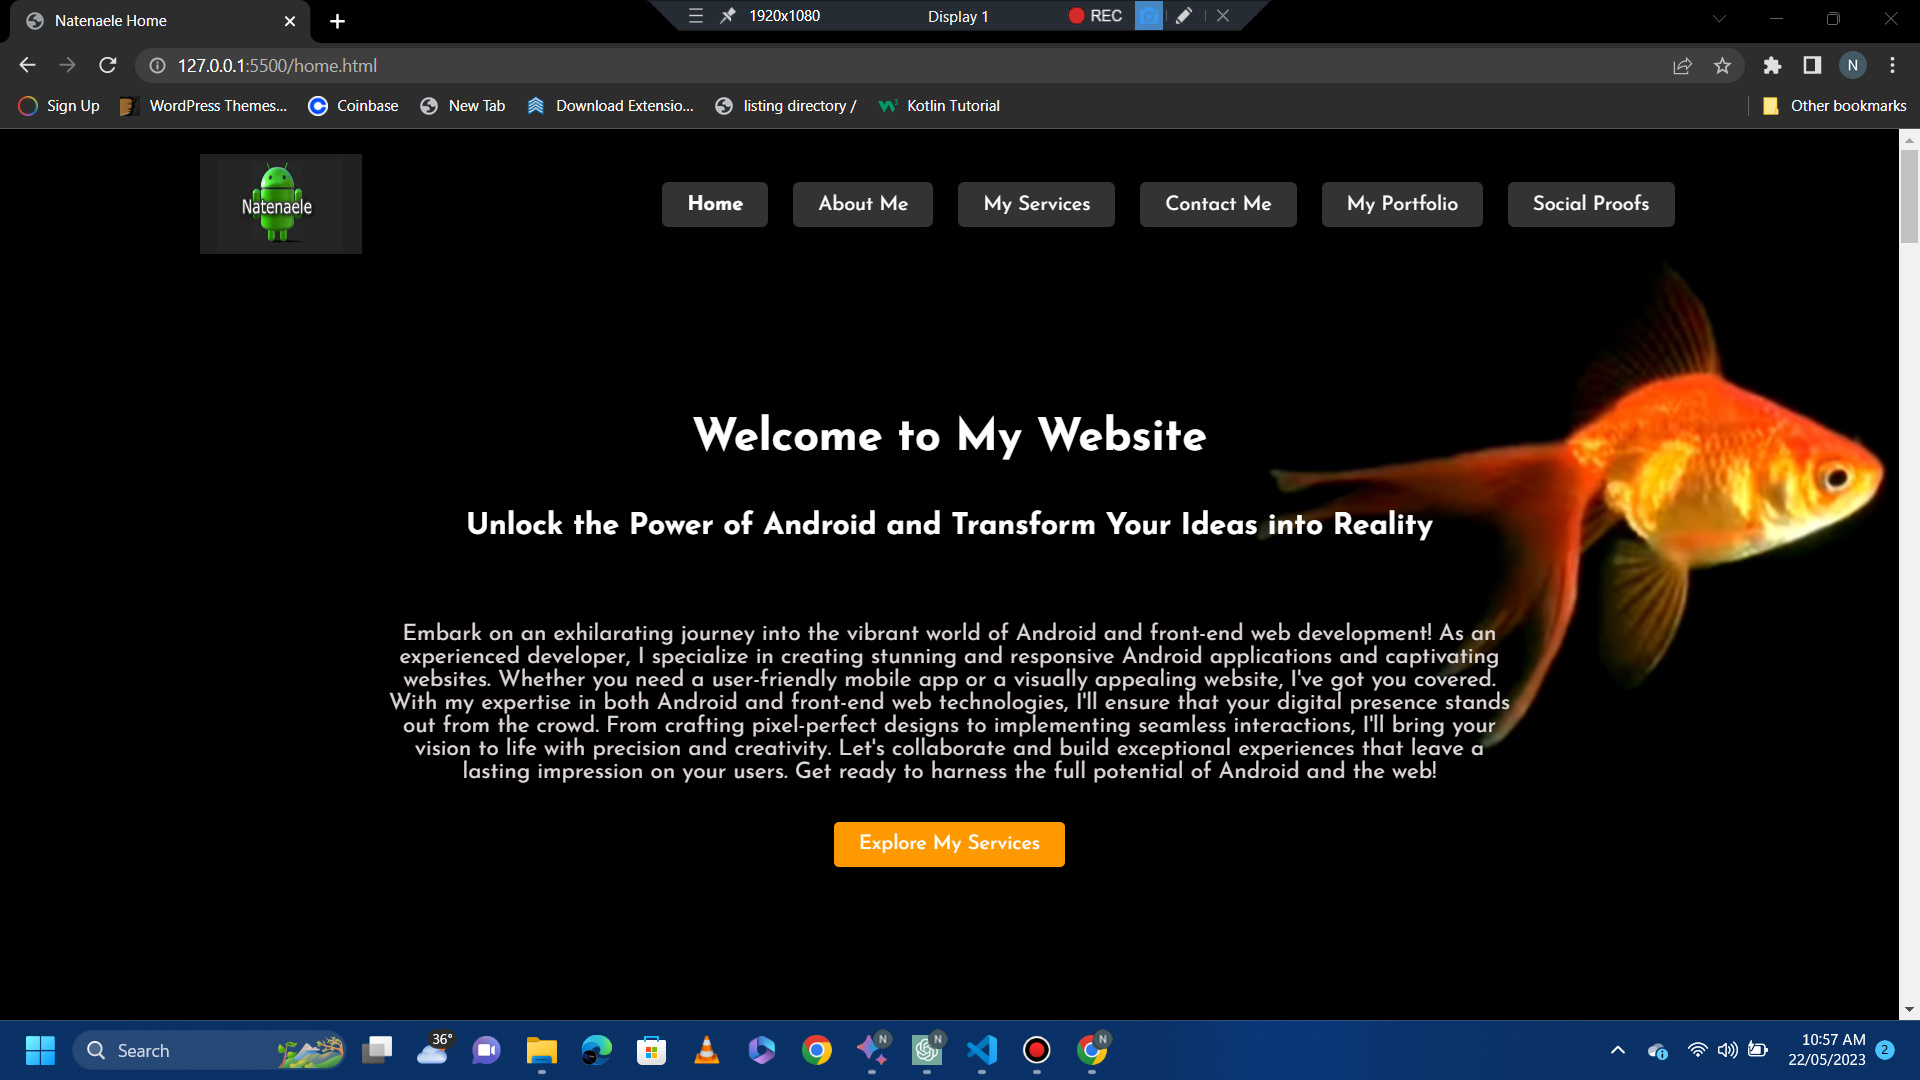 Natenaele Home
1920x1080
Display 1
REC
127.0.0.1:5500/home.html
N
Sign Up
WordPress Themes...
Coinbase
New Tab
Download Extensio...
listing directory /
Kotlin Tutorial
Other bookmarks
Natenaele
Home
About Me
My Services
Contact Me
My Portfolio
Social Proofs
Welcome to My Website
Unlock the Power of Android and Transform Your Ideas into Reality
Embark on an exhilarating journey into the vibrant world of Android and front-end web development! As an
experienced developer, I specialize in creating stunning and responsive Android applications and captivating
websites. Whether you need a user-friendly mobile app or a visually appealing website, I've got you covered.
With my expertise in both Android and front-end web technologies, I'll ensure that your digital presence stands
out from the crowd. From crafting pixel-perfect designs to implementing seamless interactions, I'll bring your
vision to life with precision and creativity. Let's collaborate and build exceptional experiences that leave a
lasting impression on your users. Get ready to harness the full potential of Android and the web!
Explore My Services
Search
36°
N
N
N
10:57 AM
22/05/2023
2